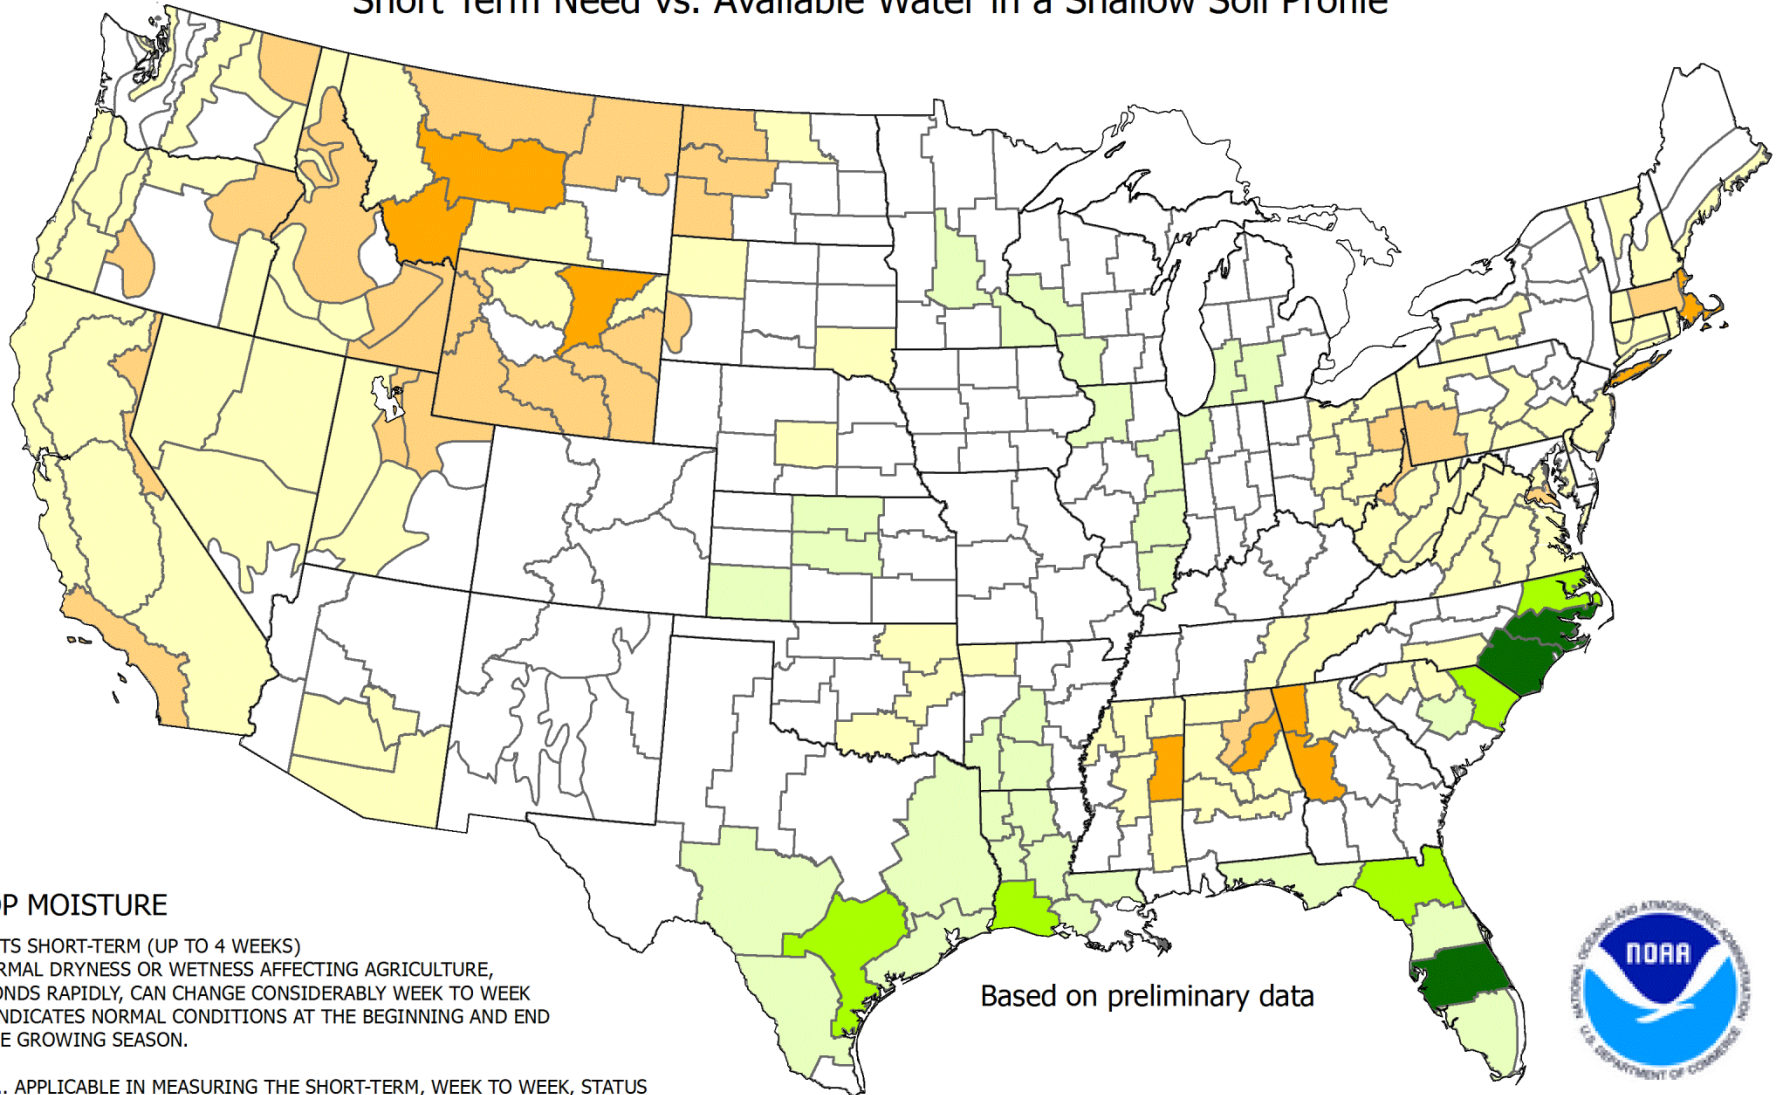 Short Term Need vs. Available Water in a Shallow Soil Profile
OP MOISTURE
TS SHORT-TERM (UP TO 4 WEEKS)
RMAL DRYNESS OR WETNESS AFFECTING AGRICULTURE,
ONDS RAPIDLY, CAN CHANGE CONSIDERABLY WEEK TO WEEK
NDICATES NORMAL CONDITIONS AT THE BEGINNING AND END
E GROWING SEASON.
.. APPLICABLE IN MEASURING THE SHORT-TERM, WEEK TO WEEK, STATUS
Based on preliminary data
NATIONAL OCEANIC AND ATMOSPHERIC ADMINISTRATION
NOAA
U.S. DEPARTMENT OF COMMERCE